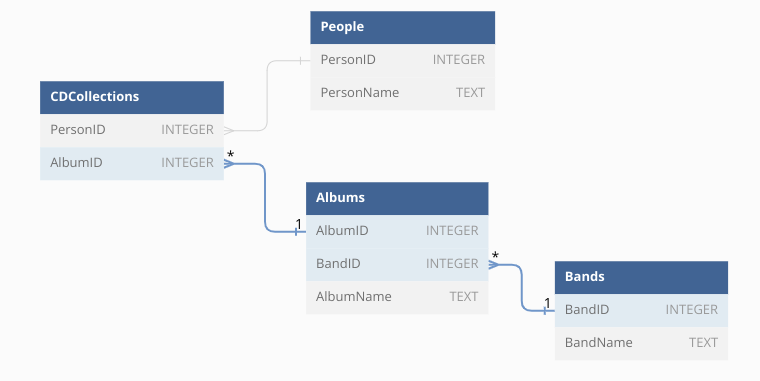 People
PersonID INTEGER
PersonName TEXT
CDCollections
PersonID INTEGER
AlbumID INTEGER
*
Albums
1
AlbumID INTEGER
BandID INTEGER
*
AlbumName TEXT
Bands
1
BandID INTEGER
BandName TEXT